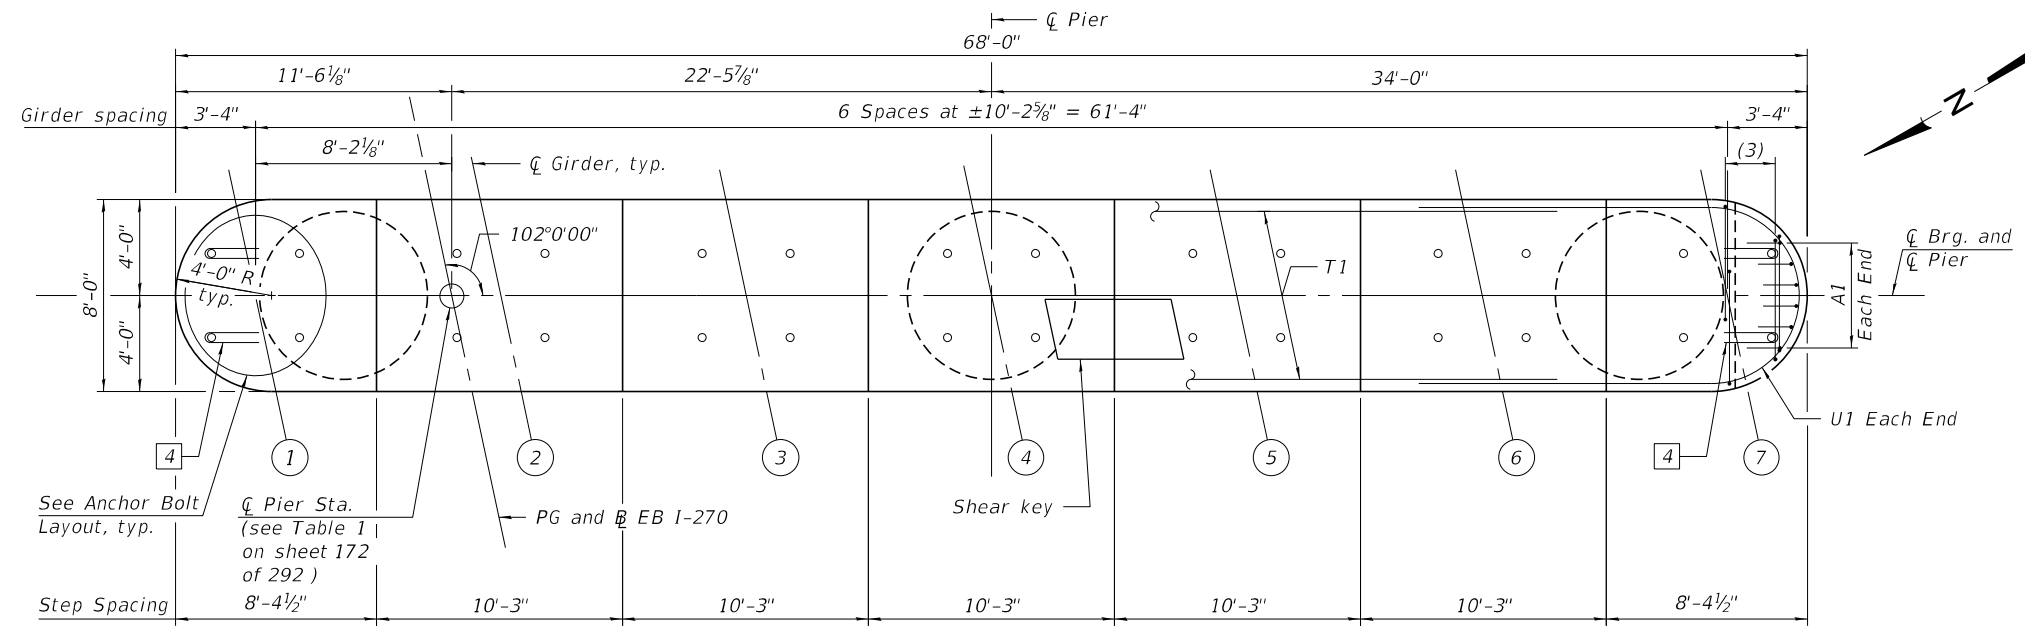 ℄ Pier
68'-0"
11'-6⅛" 22'-5⅞" 34'-0"
Girder spacing 3'-4" 6 Spaces at ±10'-2⅝" = 61'-4" 3'-4"
N
8'-2⅛" ℄ Girder, typ. (3)
102°0'00"
8'-0"
4'-0"
4'-0"
4'-0" R
typ.
T1
℄ Brg. and
℄ Pier
A1
Each End
U1 Each End
4 1 2 3 4 5 6 4 7
See Anchor Bolt
Layout, typ.
℄ Pier Sta.
(see Table 1
on sheet 172
of 292 )
PG and ᗺ EB I-270
Shear key
Step Spacing 8'-4½" 10'-3" 10'-3" 10'-3" 10'-3" 10'-3" 8'-4½"